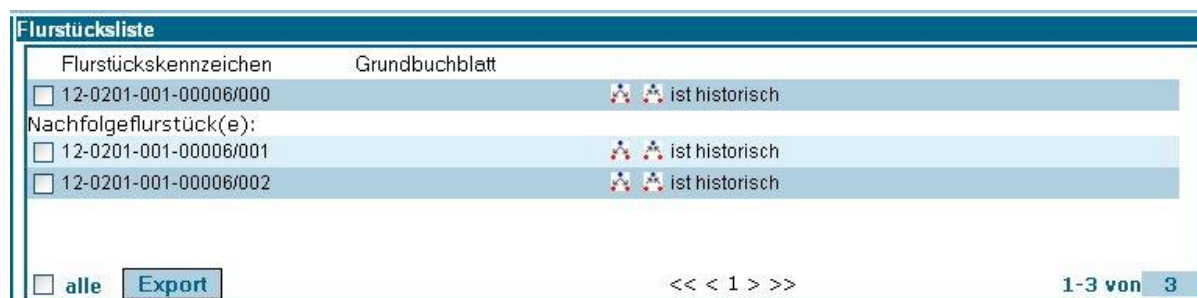 Flurstücksliste
Flurstückskennzeichen Grundbuchblatt
12-0201-001-00006/000 ist historisch
Nachfolgeflurstück(e):
12-0201-001-00006/001 ist historisch
12-0201-001-00006/002 ist historisch
alle Export << < 1 > >> 1-3 von 3